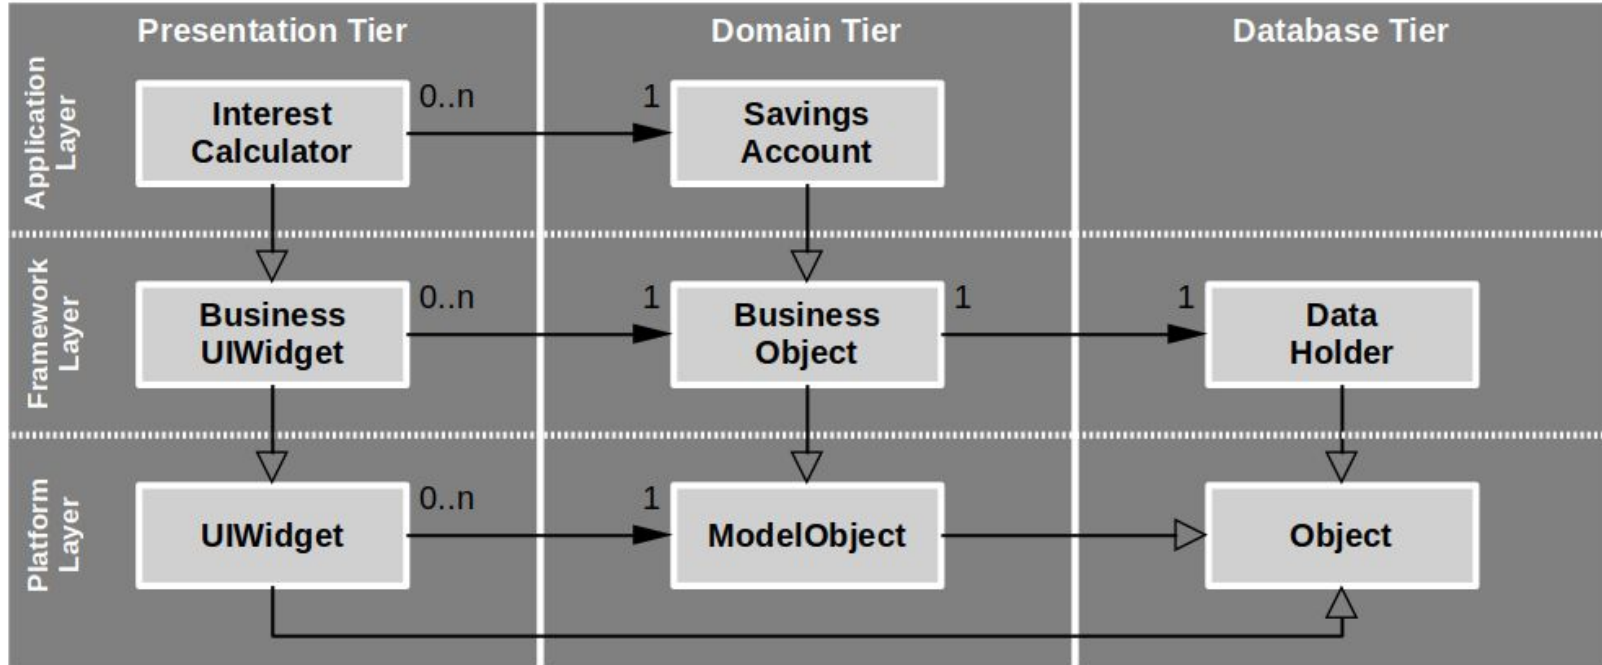 Presentation Tier
Domain Tier
Database Tier
Application
Layer
Interest
Calculator
0..n
1
Savings
Account
Framework
Layer
Business
UIWidget
0..n
1
Business
Object
1
1
Data
Holder
Platform
Layer
UIWidget
0..n
1
ModelObject
Object